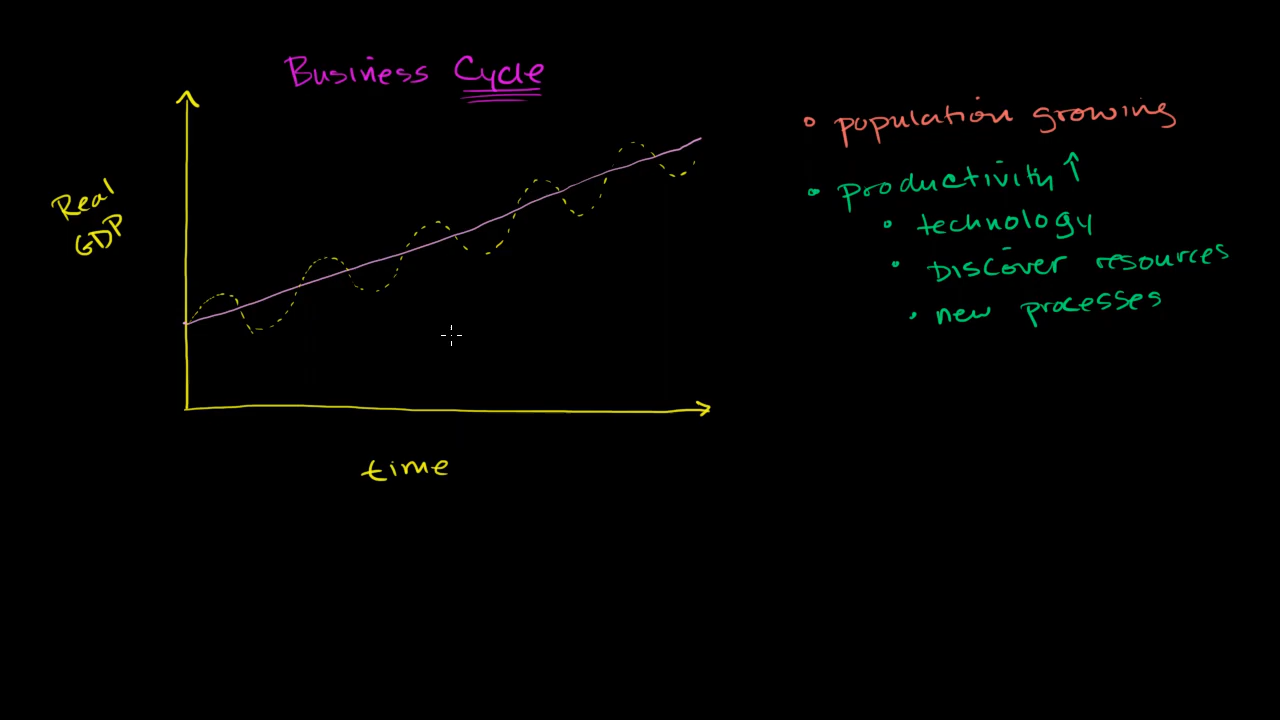 Business Cycle
Real
GDP
time
• population growing
• Productivity ↑
• technology
• Discover resources
• new processes